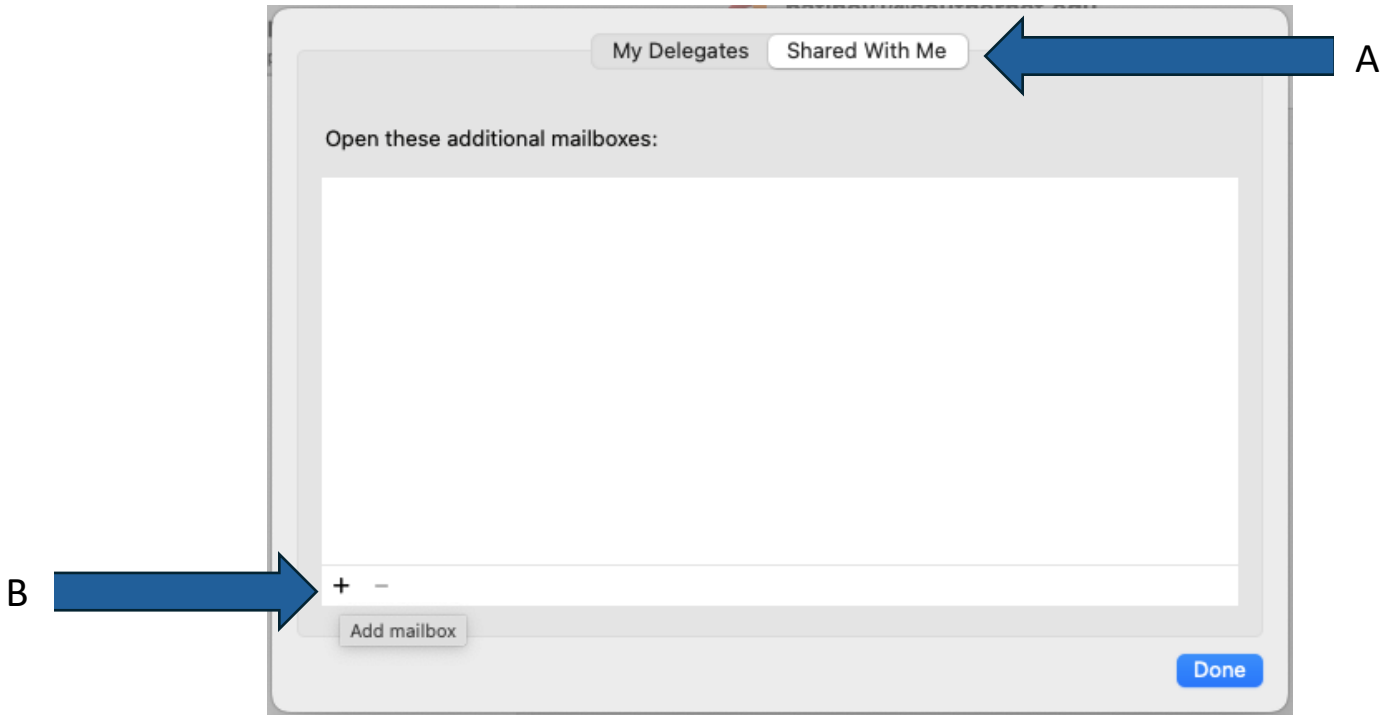 My Delegates Shared With Me
A
Open these additional mailboxes:
+ -
B
Add mailbox
Done